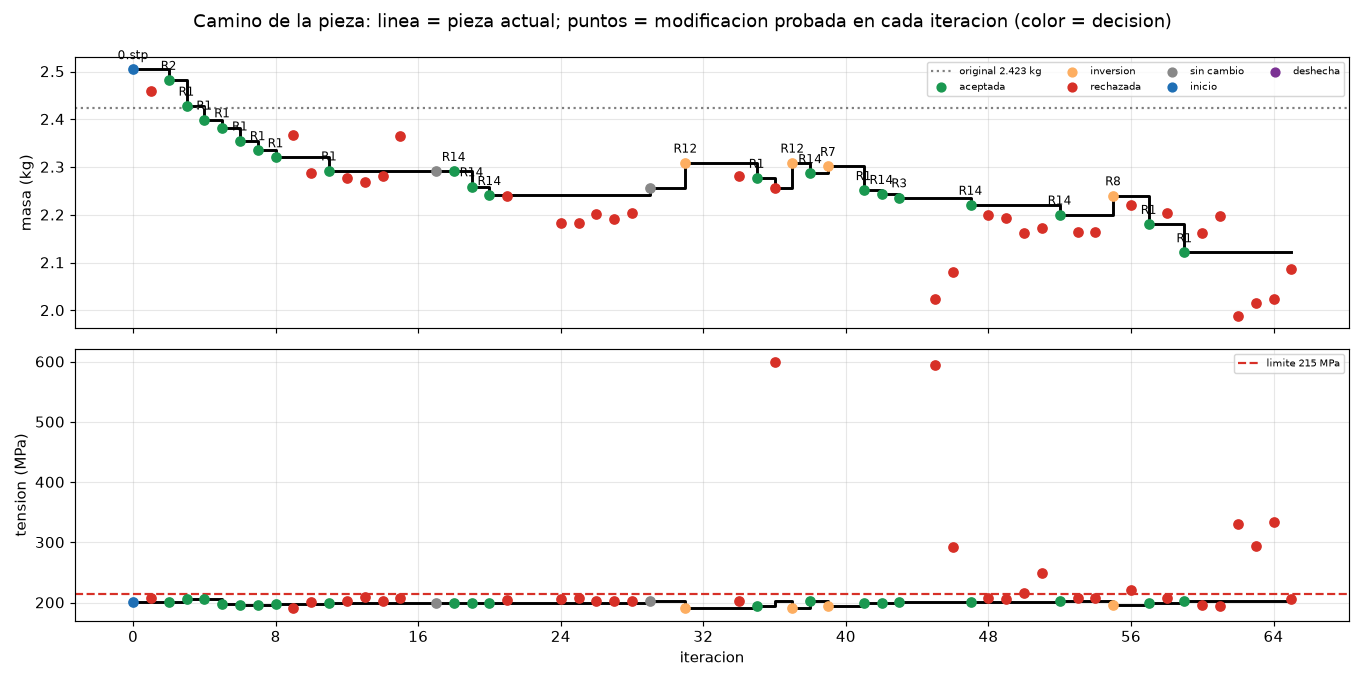 Camino de la pieza: linea = pieza actual; puntos = modificacion probada en cada iteracion (color = decision)
0.stp
R2
R1
R1
R1
R1
R1
R1
R1
R14
R14
R14
R12
R1
R12
R14
R7
R1
R14
R3
R14
R14
R8
R1
R1
original 2.423 kg
aceptada
inversion
rechazada
sin cambio
inicio
deshecha
masa (kg)
2.5
2.4
2.3
2.2
2.1
2.0
limite 215 MPa
tension (MPa)
600
500
400
300
200
0 8 16 24 32 40 48 56 64
iteracion